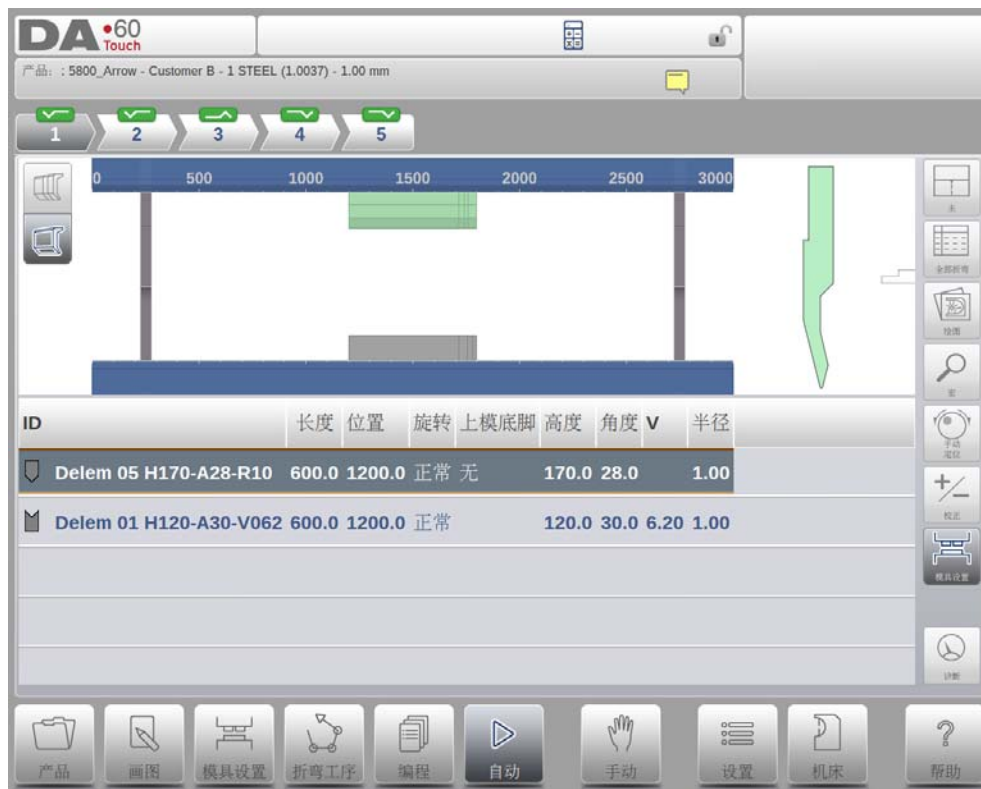 DA•60
Touch
产品: : 5800_Arrow - Customer B - 1 STEEL (1.0037) - 1.00 mm
1 2 3 4 5
0 500 1000 1500 2000 2500 3000
未
全部折弯
绘图
宏
手动
定位
校正
模具设置
诊断
ID 长度 位置 旋转 上模底脚 高度 角度 V 半径
Delem 05 H170-A28-R10 600.0 1200.0 正常 无 170.0 28.0 1.00
Delem 01 H120-A30-V062 600.0 1200.0 正常 120.0 30.0 6.20 1.00
产品 画图 模具设置 折弯工序 编程 自动 手动 设置 机床 帮助